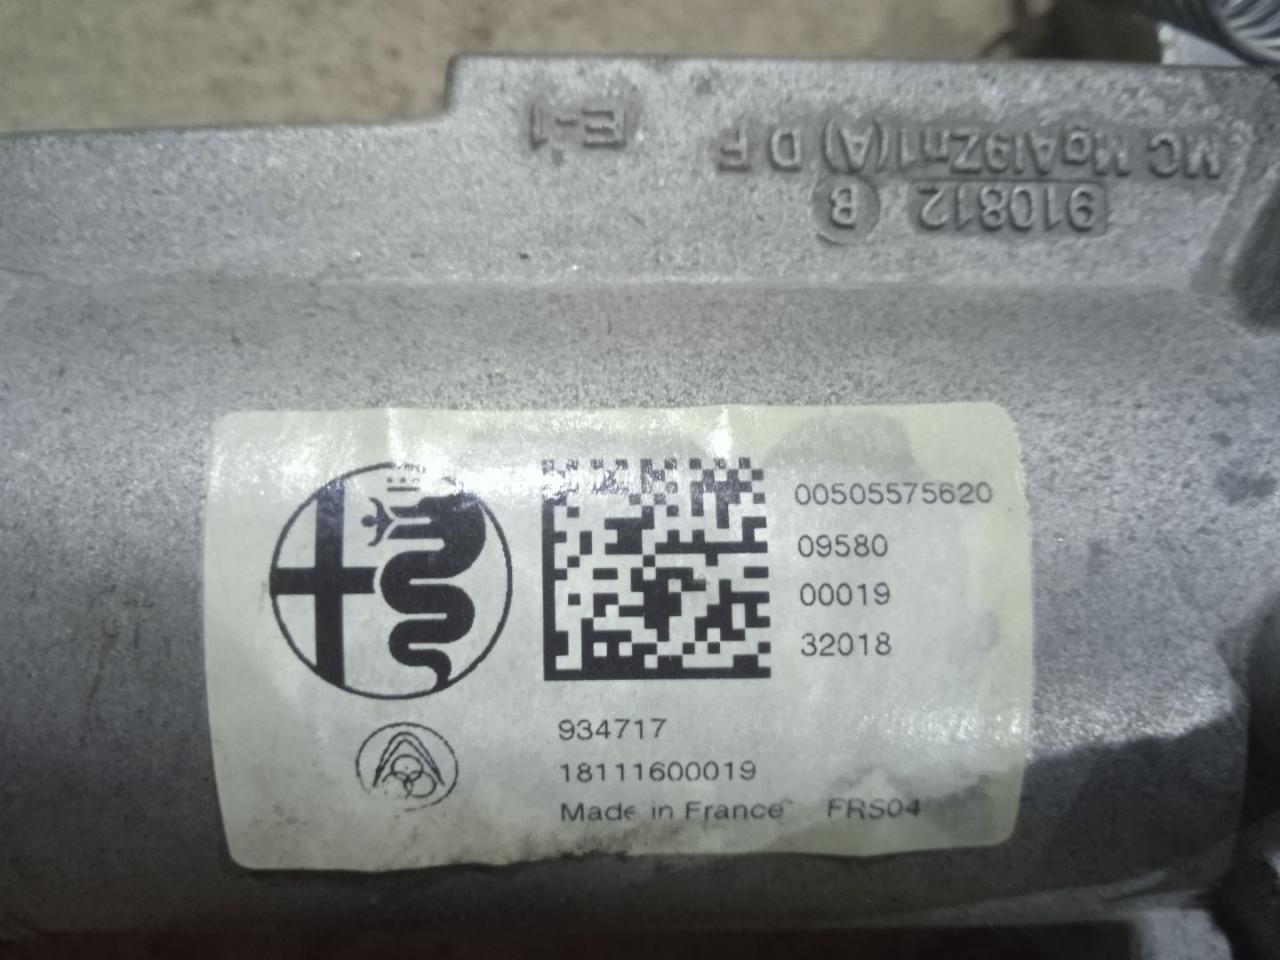 E-1
MC MgAl9Zn1(A) D F
910812 B
00505575620
09580
00019
32018
934717
18111600019
Made in France FRS04